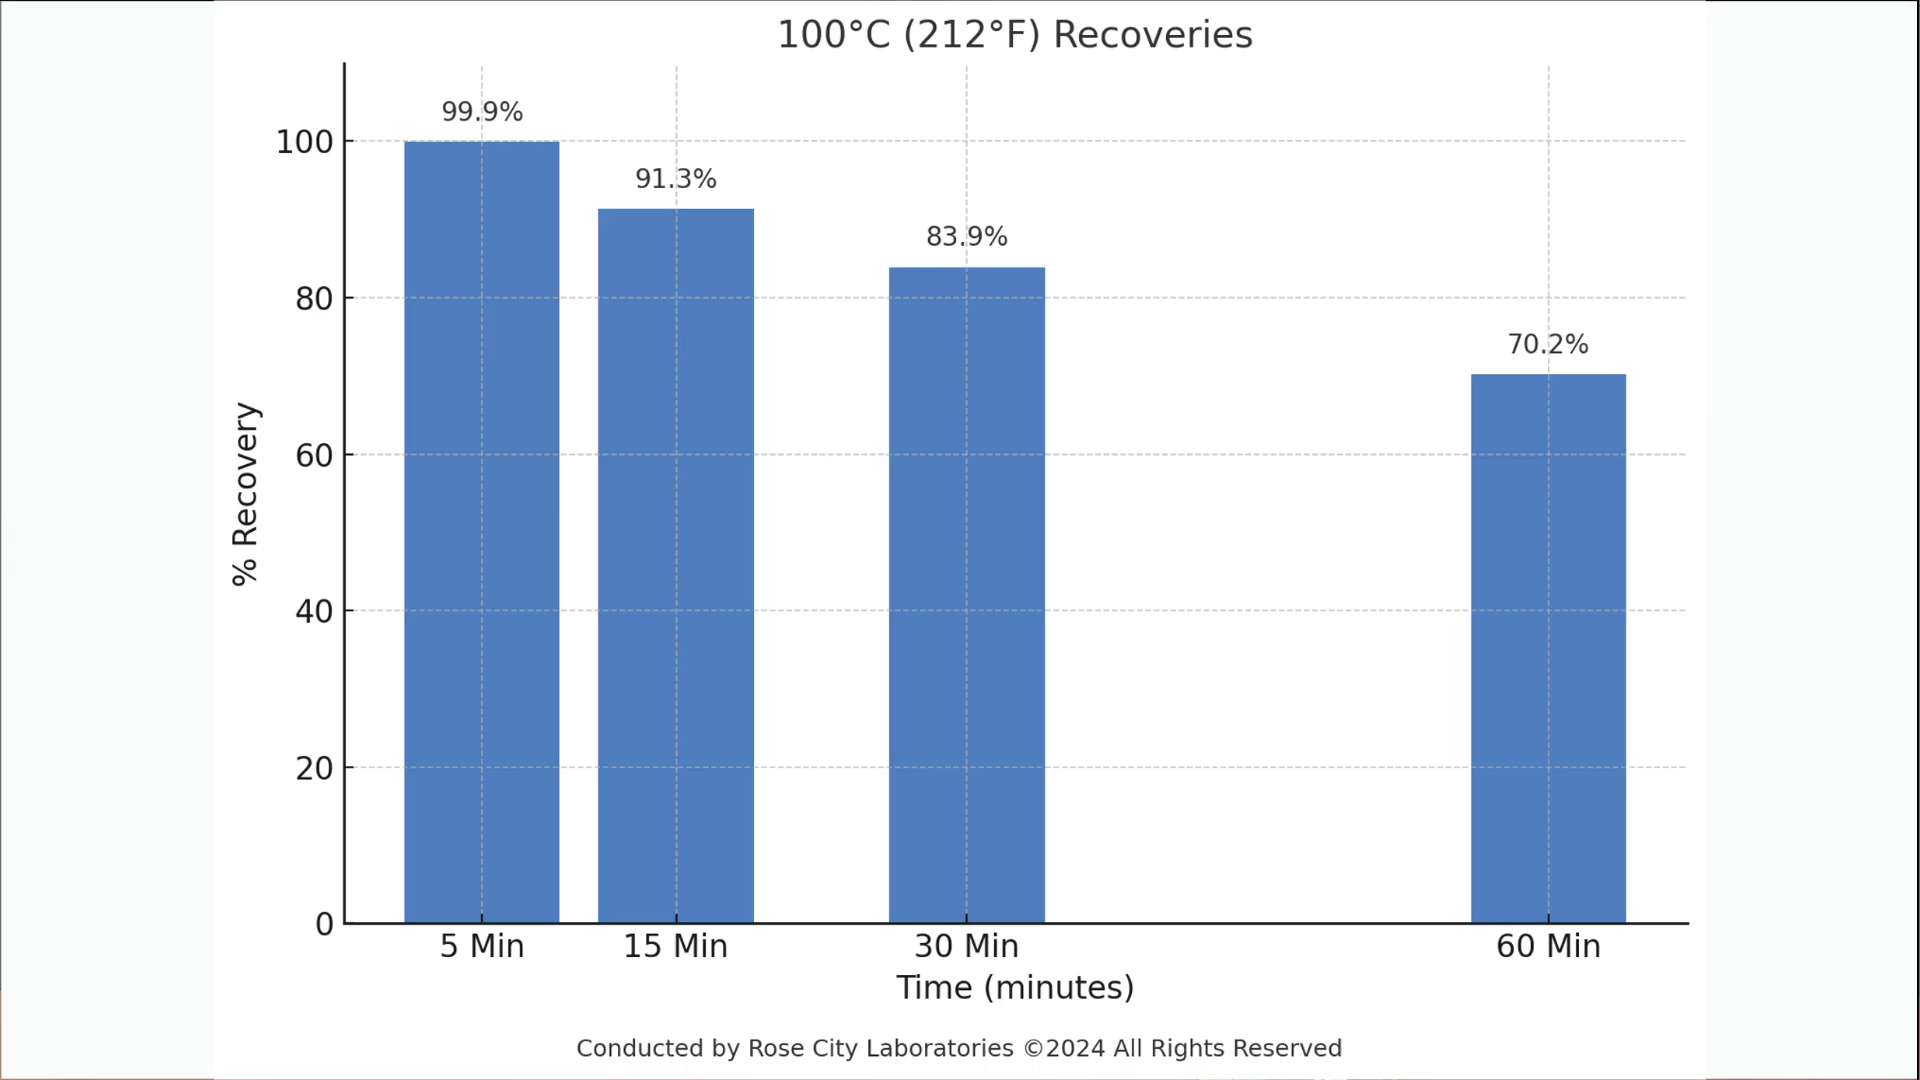 100°C (212°F) Recoveries
99.9%
91.3%
83.9%
70.2%
100
80
60
40
20
0
% Recovery
5 Min 15 Min 30 Min 60 Min
Time (minutes)
Conducted by Rose City Laboratories ©2024 All Rights Reserved